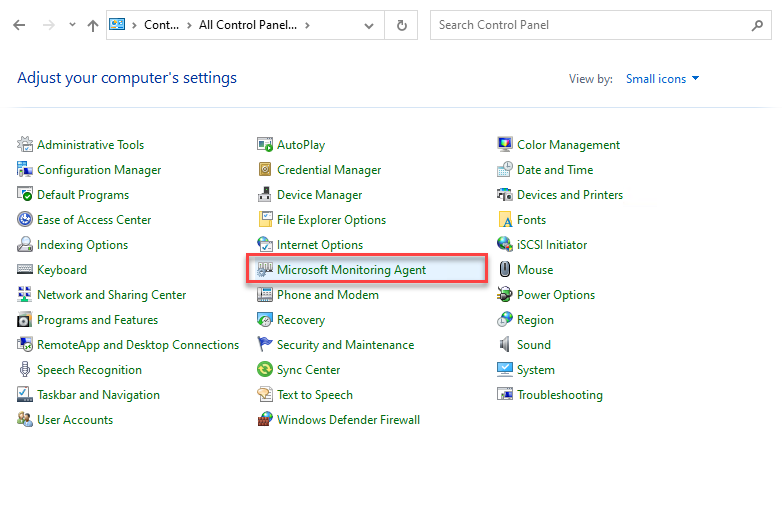 Cont... All Control Panel... Search Control Panel
Adjust your computer's settings
View by: Small icons
Administrative Tools AutoPlay Color Management
Configuration Manager Credential Manager Date and Time
Default Programs Device Manager Devices and Printers
Ease of Access Center File Explorer Options Fonts
Indexing Options Internet Options iSCSI Initiator
Keyboard Microsoft Monitoring Agent Mouse
Network and Sharing Center Phone and Modem Power Options
Programs and Features Recovery Region
RemoteApp and Desktop Connections Security and Maintenance Sound
Speech Recognition Sync Center System
Taskbar and Navigation Text to Speech Troubleshooting
User Accounts Windows Defender Firewall